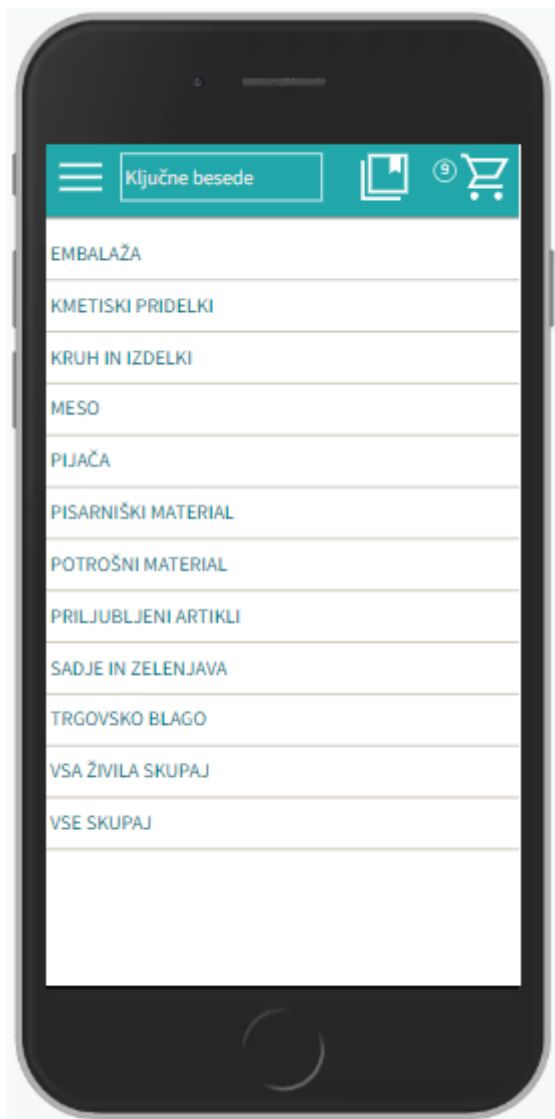 Ključne besede
9
EMBALAŽA
KMETISKI PRIDELKI
KRUH IN IZDELKI
MESO
PIJAČA
PISARNIŠKI MATERIAL
POTROŠNI MATERIAL
PRILJUBLJENI ARTIKLI
SADJE IN ZELENJAVA
TRGOVSKO BLAGO
VSA ŽIVILA SKUPAJ
VSE SKUPAJ